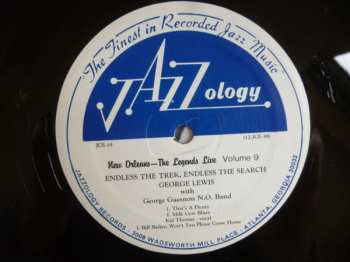 "The Finest in Recorded Jazz Music"
JAZZology
JCE-19
New Orleans—The Legends Live Volume 9
ENDLESS THE TREK, ENDLESS THE SEARCH
GEORGE LEWIS
with
George Guesnon N.O. Band
1. That's A Plenty
2. Milk Cow Blues
Kid Thomas - vocal
3. Bill Bailey, Won't You Please Come Home
JAZZOLOGY RECORDS • 3008 WADSWORTH MILL PLACE • ATLANTA, GEORGIA 30032